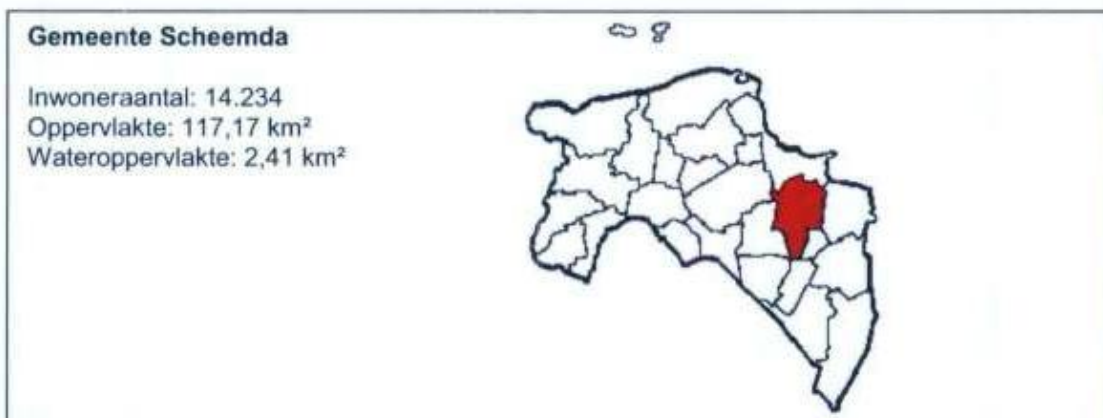 Gemeente Scheemda
Inwoneraantal: 14.234
Oppervlakte: 117,17 km²
Wateroppervlakte: 2,41 km²